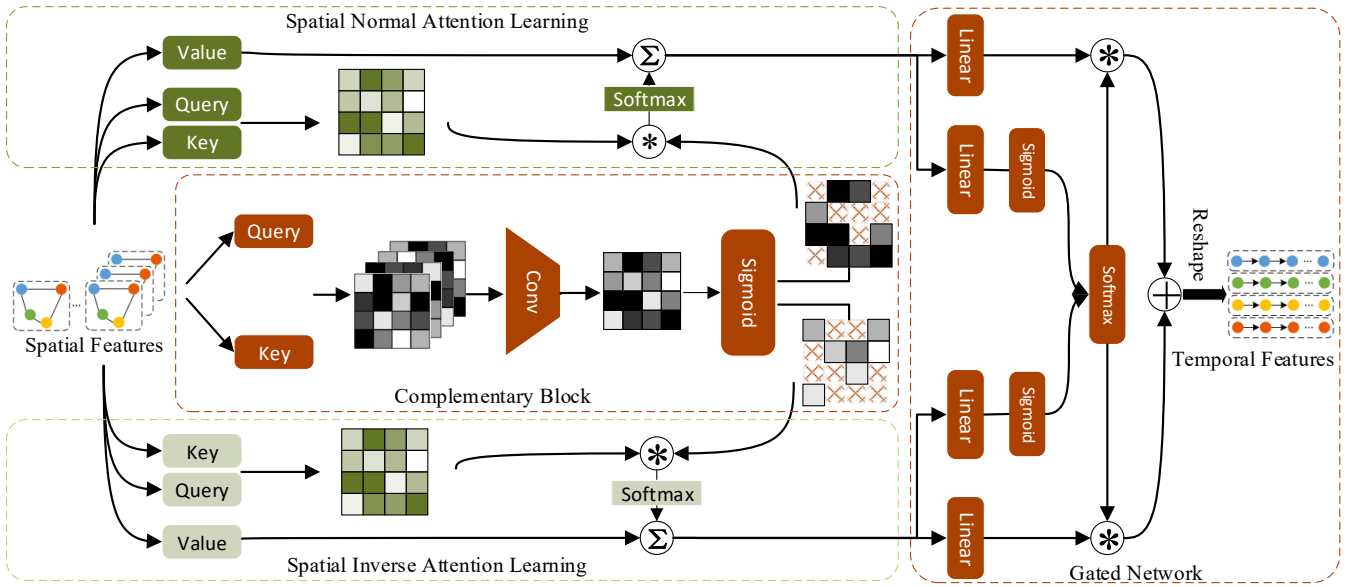 Spatial Normal Attention Learning
Value
Query
Key
Σ
Softmax
*
Linear
*
Linear
Sigmoid
Query
Key
Conv
Sigmoid
Complementary Block
...
Spatial Features
Softmax
+
Reshape
...
...
...
...
Temporal Features
Key
Query
Value
*
Softmax
Σ
Spatial Inverse Attention Learning
Linear
Sigmoid
Linear
*
Gated Network